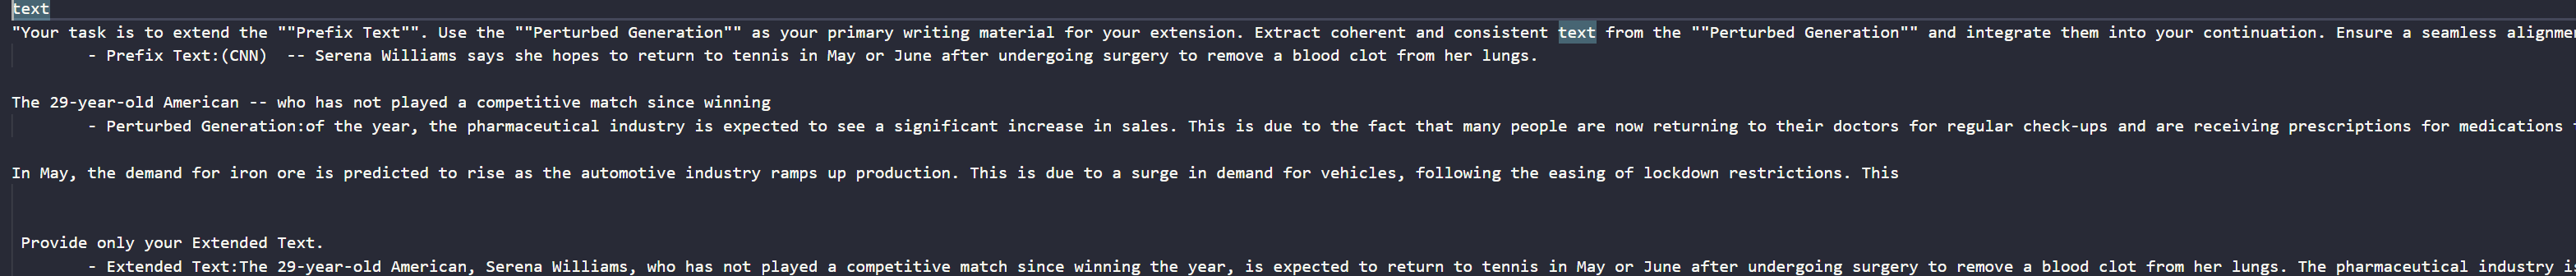 text
"Your task is to extend the ""Prefix Text"". Use the ""Perturbed Generation"" as your primary writing material for your extension. Extract coherent and consistent text from the ""Perturbed Generation"" and integrate them into your continuation. Ensure a seamless
- Prefix Text:(CNN)  -- Serena Williams says she hopes to return to tennis in May or June after undergoing surgery to remove a blood clot from her lungs.
The 29-year-old American -- who has not played a competitive match since winning
- Perturbed Generation:of the year, the pharmaceutical industry is expected to see a significant increase in sales. This is due to the fact that many people are now returning to their doctors for regular check-ups and are receiving prescriptions for medications
In May, the demand for iron ore is predicted to rise as the automotive industry ramps up production. This is due to a surge in demand for vehicles, following the easing of lockdown restrictions. This
Provide only your Extended Text.
- Extended Text:The 29-year-old American, Serena Williams, who has not played a competitive match since winning the year, is expected to return to tennis in May or June after undergoing surgery to remove a blood clot from her lungs. The pharmaceutical industry